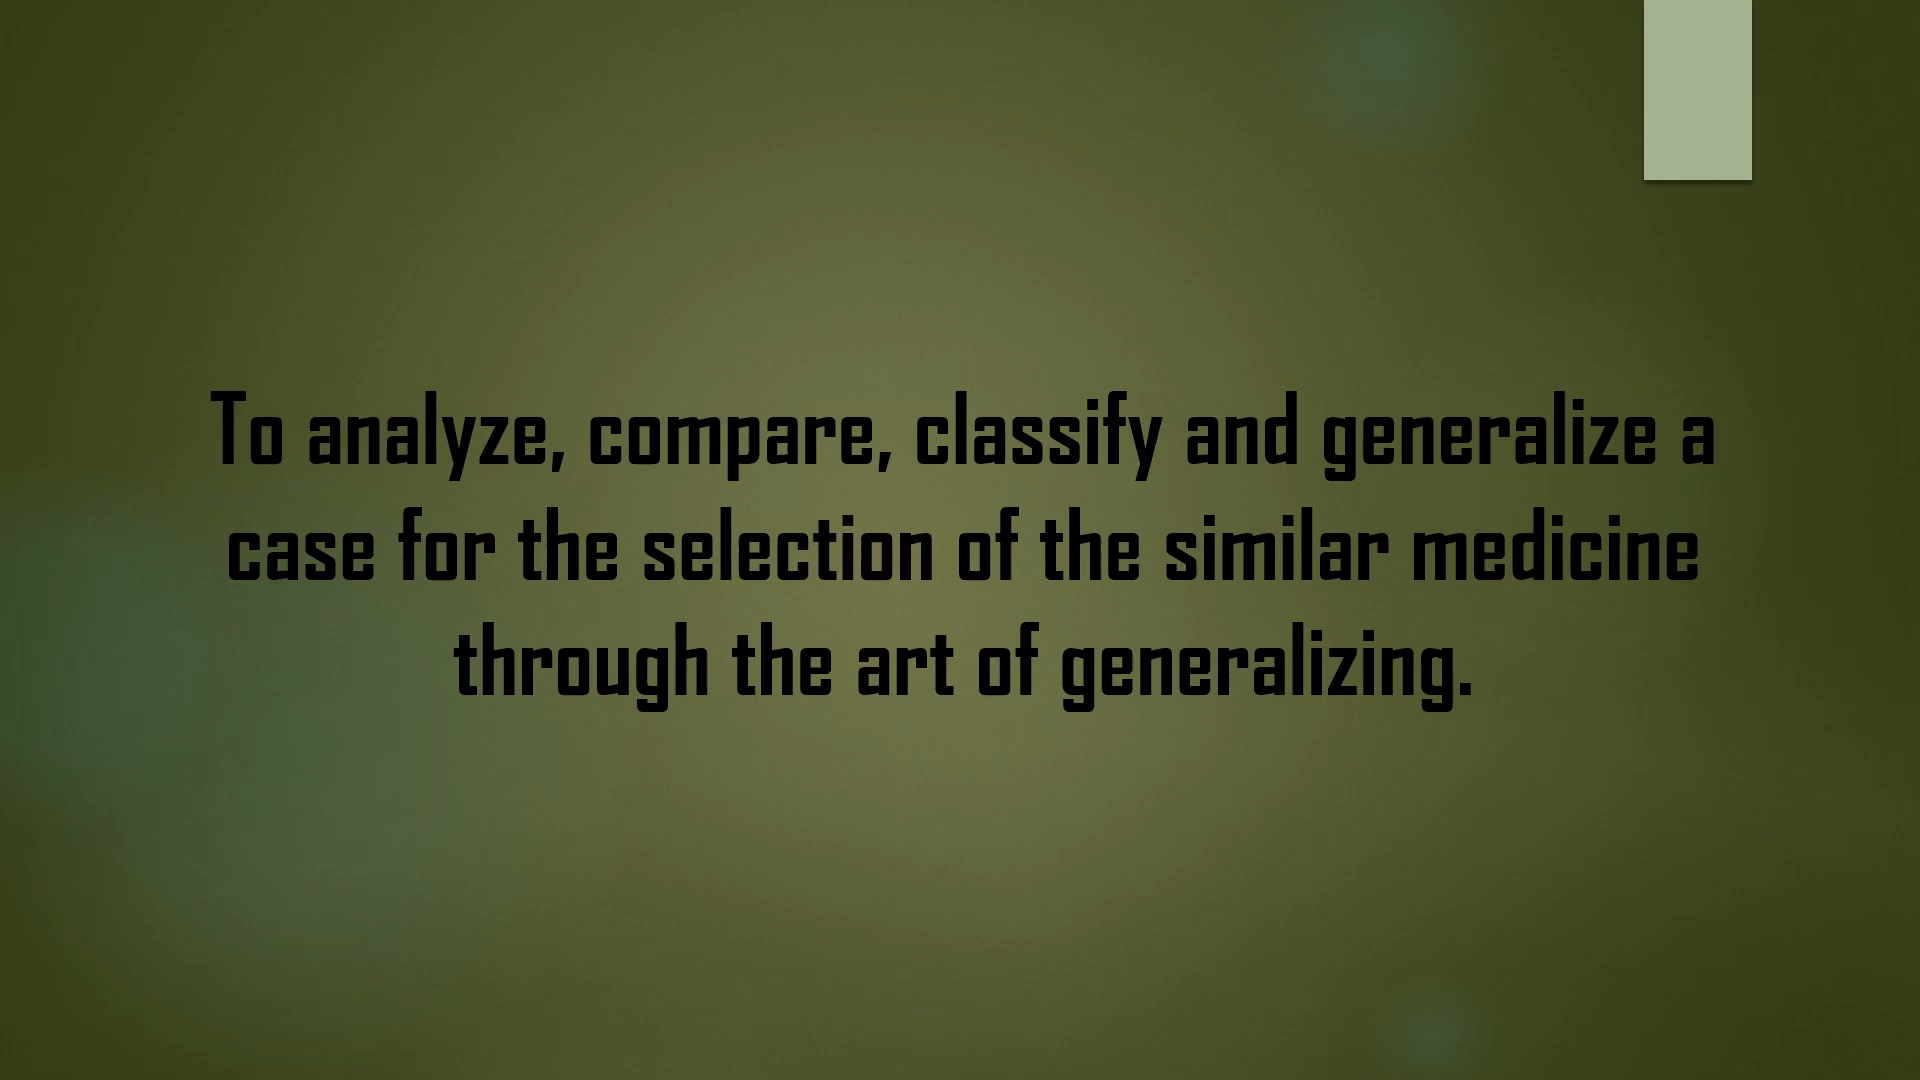 To analyze, compare, classify and generalize a
case for the selection of the similar medicine
through the art of generalizing.